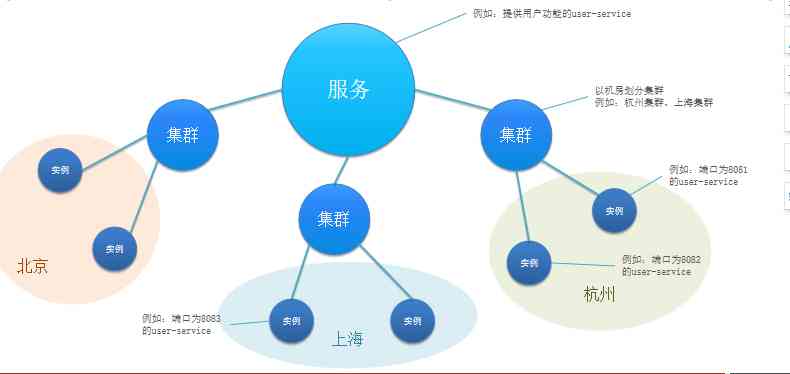 例如：提供用户功能的user-service
服务
以机房划分集群
例如：杭州集群、上海集群
集群
集群
实例
例如：端口为8081
的user-service
集群
实例
实例
北京
例如：端口为8082
的user-service
实例
杭州
例如：端口为8083
的user-service
实例
实例
上海